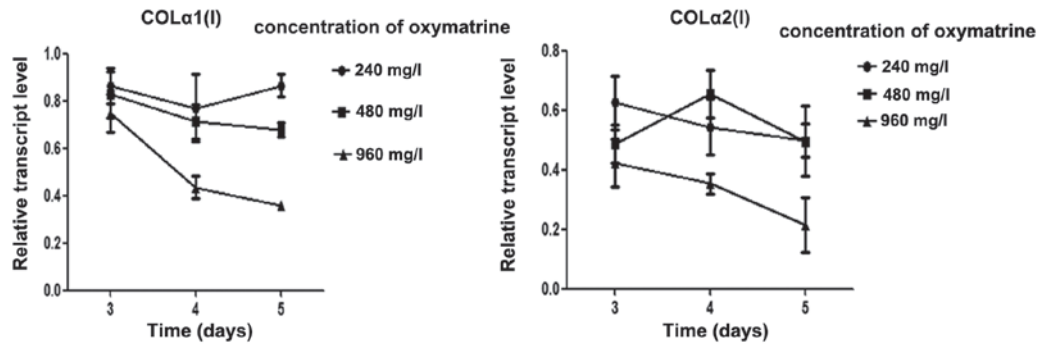 COLα1(I)
concentration of oxymatrine
240 mg/l
480 mg/l
960 mg/l
Relative transcript level
1.0
0.8
0.6
0.4
0.2
0.0
3 4 5
Time (days)
COLα2(I)
concentration of oxymatrine
240 mg/l
480 mg/l
960 mg/l
Relative transcript level
0.8
0.6
0.4
0.2
0.0
3 4 5
Time (days)